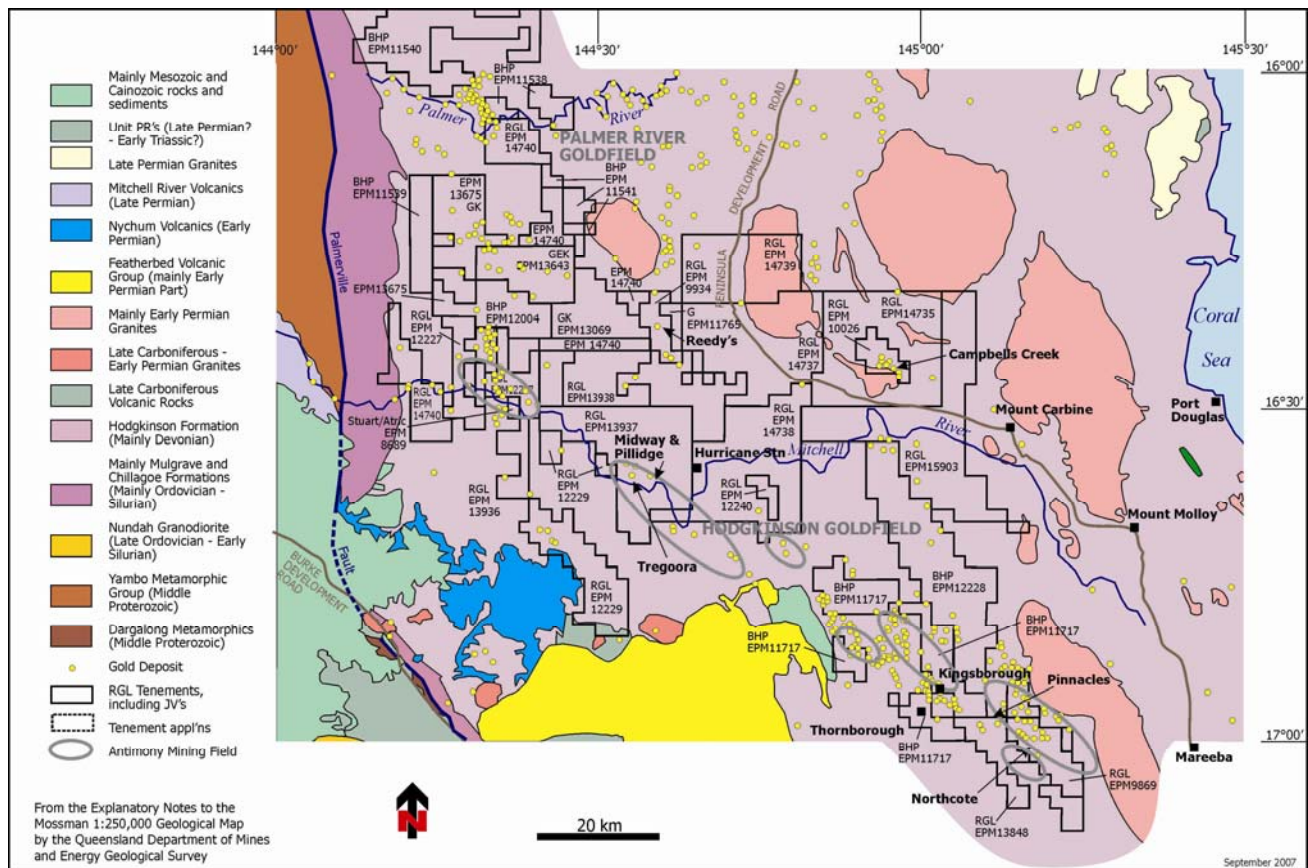 144°00’
144°30’
145°00’
145°30’
16°00’
16°30’
17°00’
Mainly Mesozoic and
Cainozoic rocks and
sediments
Unit PR's (Late Permian?
- Early Triassic?)
Late Permian Granites
Mitchell River Volcanics
(Late Permian)
Nychum Volcanics (Early
Permian)
Featherbed Volcanic
Group (mainly Early
Permian Part)
Mainly Early Permian
Granites
Late Carboniferous -
Early Permian Granites
Late Carboniferous
Volcanic Rocks
Hodgkinson Formation
(Mainly Devonian)
Mainly Mulgrave and
Chillagoe Formations
(Mainly Ordovician -
Silurian)
Nundah Granodiorite
(Late Ordovician - Early
Silurian)
Yambo Metamorphic
Group (Middle
Proterozoic)
Dargalong Metamorphics
(Middle Proterozoic)
Gold Deposit
RGL Tenements,
including JV's
Tenement appl'ns
Antimony Mining Field
From the Explanatory Notes to the
Mossman 1:250,000 Geological Map
by the Queensland Department of Mines
and Energy Geological Survey
N
20 km
September 2007
BHP
EPM11540
BHP
EPM11538
Palmer
River
RGL
EPM
14740
PALMER RIVER
GOLDFIELD
BHP
EPM
11541
BHP
EPM11539
EPM
13675
GK
EPM
14740
GEK
EPM13643
EPM
14740
RGL
EPM
9934
RGL
EPM
14739
PENINSULA
DEVELOPMENT
ROAD
EPM13675
RGL
EPM
12227
BHP
EPM12004
GK
EPM13069
EPM 14740
G
EPM11765
Reedy's
RGL
EPM
10026
RGL
EPM14735
Campbells Creek
RGL
EPM
14737
RGL
EPM13938
RGL
EPM
14740
Stuart/Atric
EPM
8689
RGL
EPM13937
Midway &
Pillidge
Hurricane Stn
RGL
EPM
14738
Mitchell
River
Mount Carbine
Port
Douglas
Coral
Sea
RGL
EPM15903
RGL
EPM
12229
RGL
EPM
12240
RGL
EPM
13936
HODGKINSON GOLDFIELD
Mount Molloy
Tregoora
RGL
EPM
12229
Palmerville
Fault
BURKE
DEVELOPMENT
ROAD
BHP
EPM12228
BHP
EPM11717
BHP
EPM11717
BHP
EPM11717
Kingsborough
Pinnacles
Thornborough
BHP
EPM11717
Mareeba
Northcote
RGL
EPM9869
RGL
EPM13848